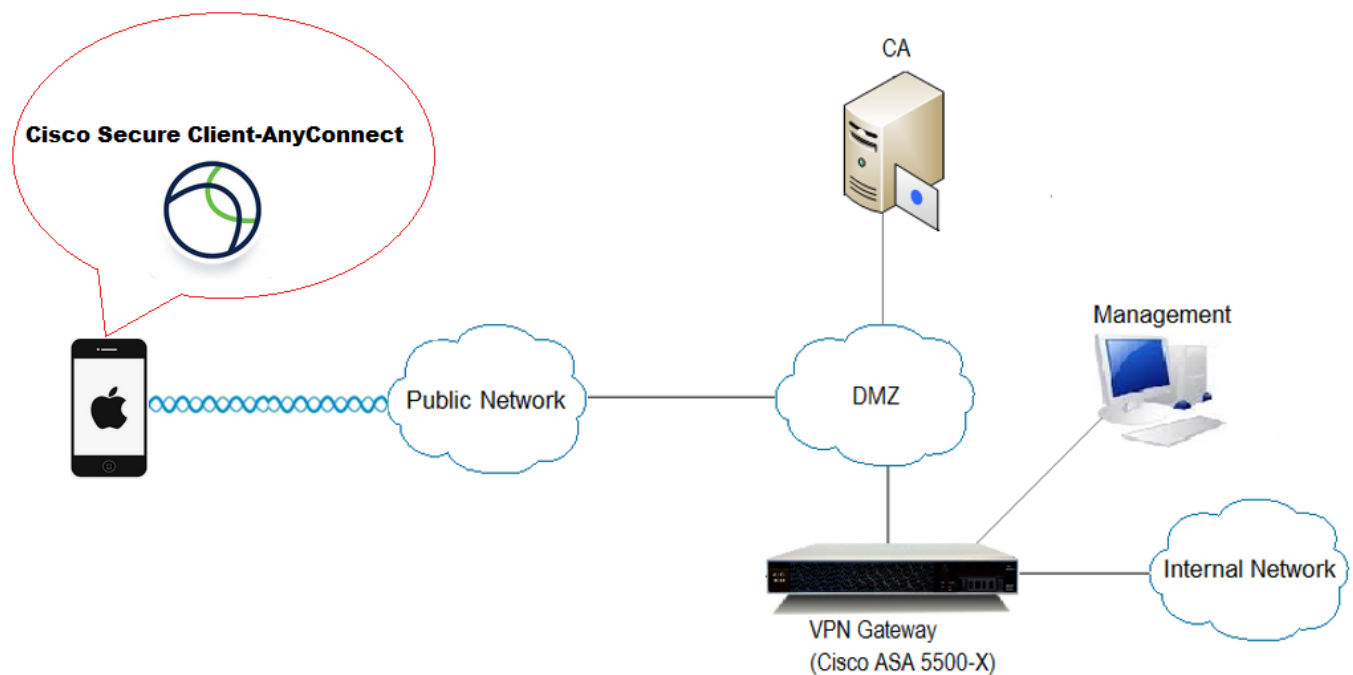 CA
Cisco Secure Client-AnyConnect
Management
Public Network
DMZ
Internal Network
VPN Gateway
(Cisco ASA 5500-X)